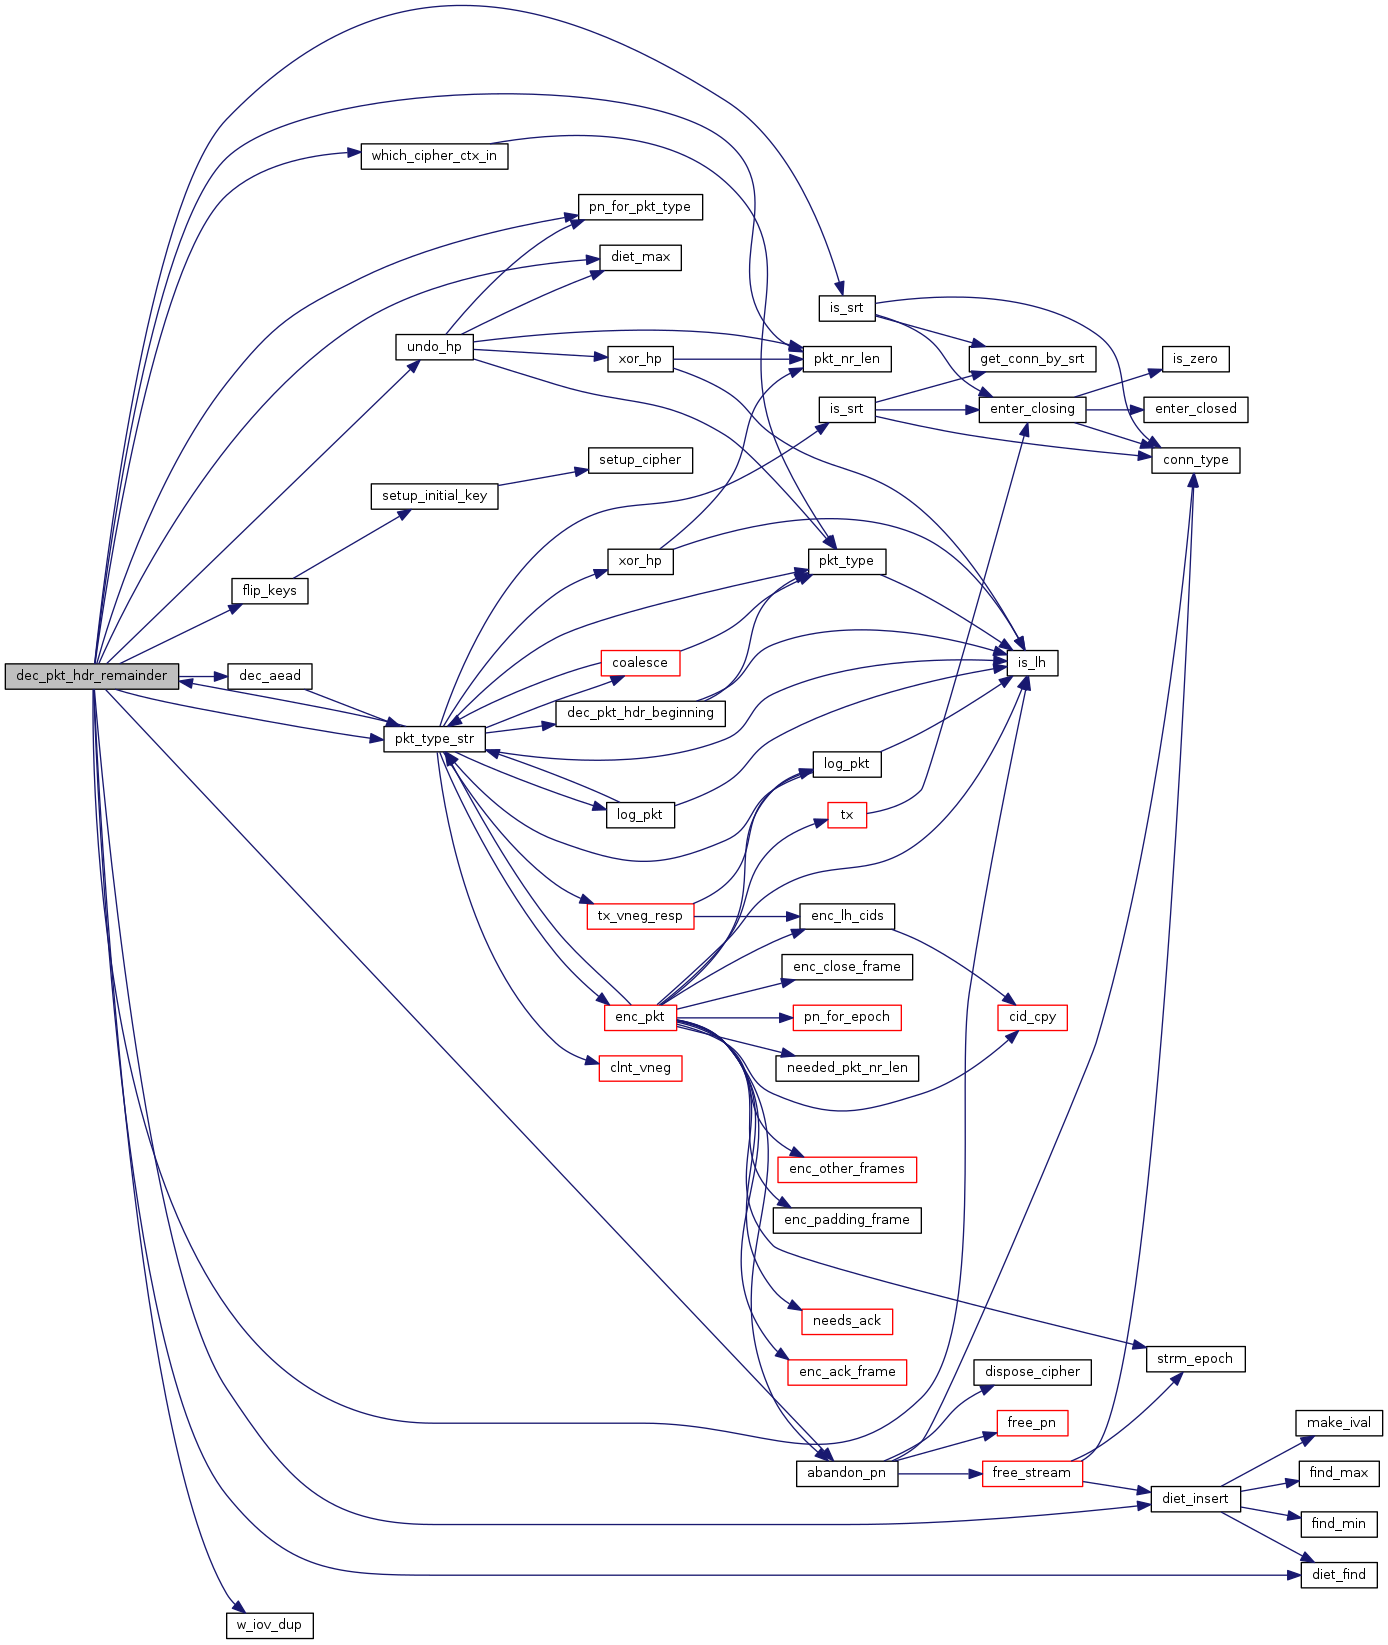 which_cipher_ctx_in
pn_for_pkt_type
diet_max
is_srt
undo_hp
xor_hp
pkt_nr_len
get_conn_by_srt
is_zero
is_srt
enter_closing
enter_closed
setup_cipher
conn_type
setup_initial_key
xor_hp
pkt_type
flip_keys
coalesce
is_lh
dec_pkt_hdr_remainder
dec_aead
dec_pkt_hdr_beginning
pkt_type_str
log_pkt
log_pkt
tx
tx_vneg_resp
enc_lh_cids
enc_close_frame
enc_pkt
pn_for_epoch
cid_cpy
clnt_vneg
needed_pkt_nr_len
enc_other_frames
enc_padding_frame
needs_ack
strm_epoch
enc_ack_frame
dispose_cipher
free_pn
make_ival
abandon_pn
free_stream
find_max
diet_insert
find_min
diet_find
w_iov_dup